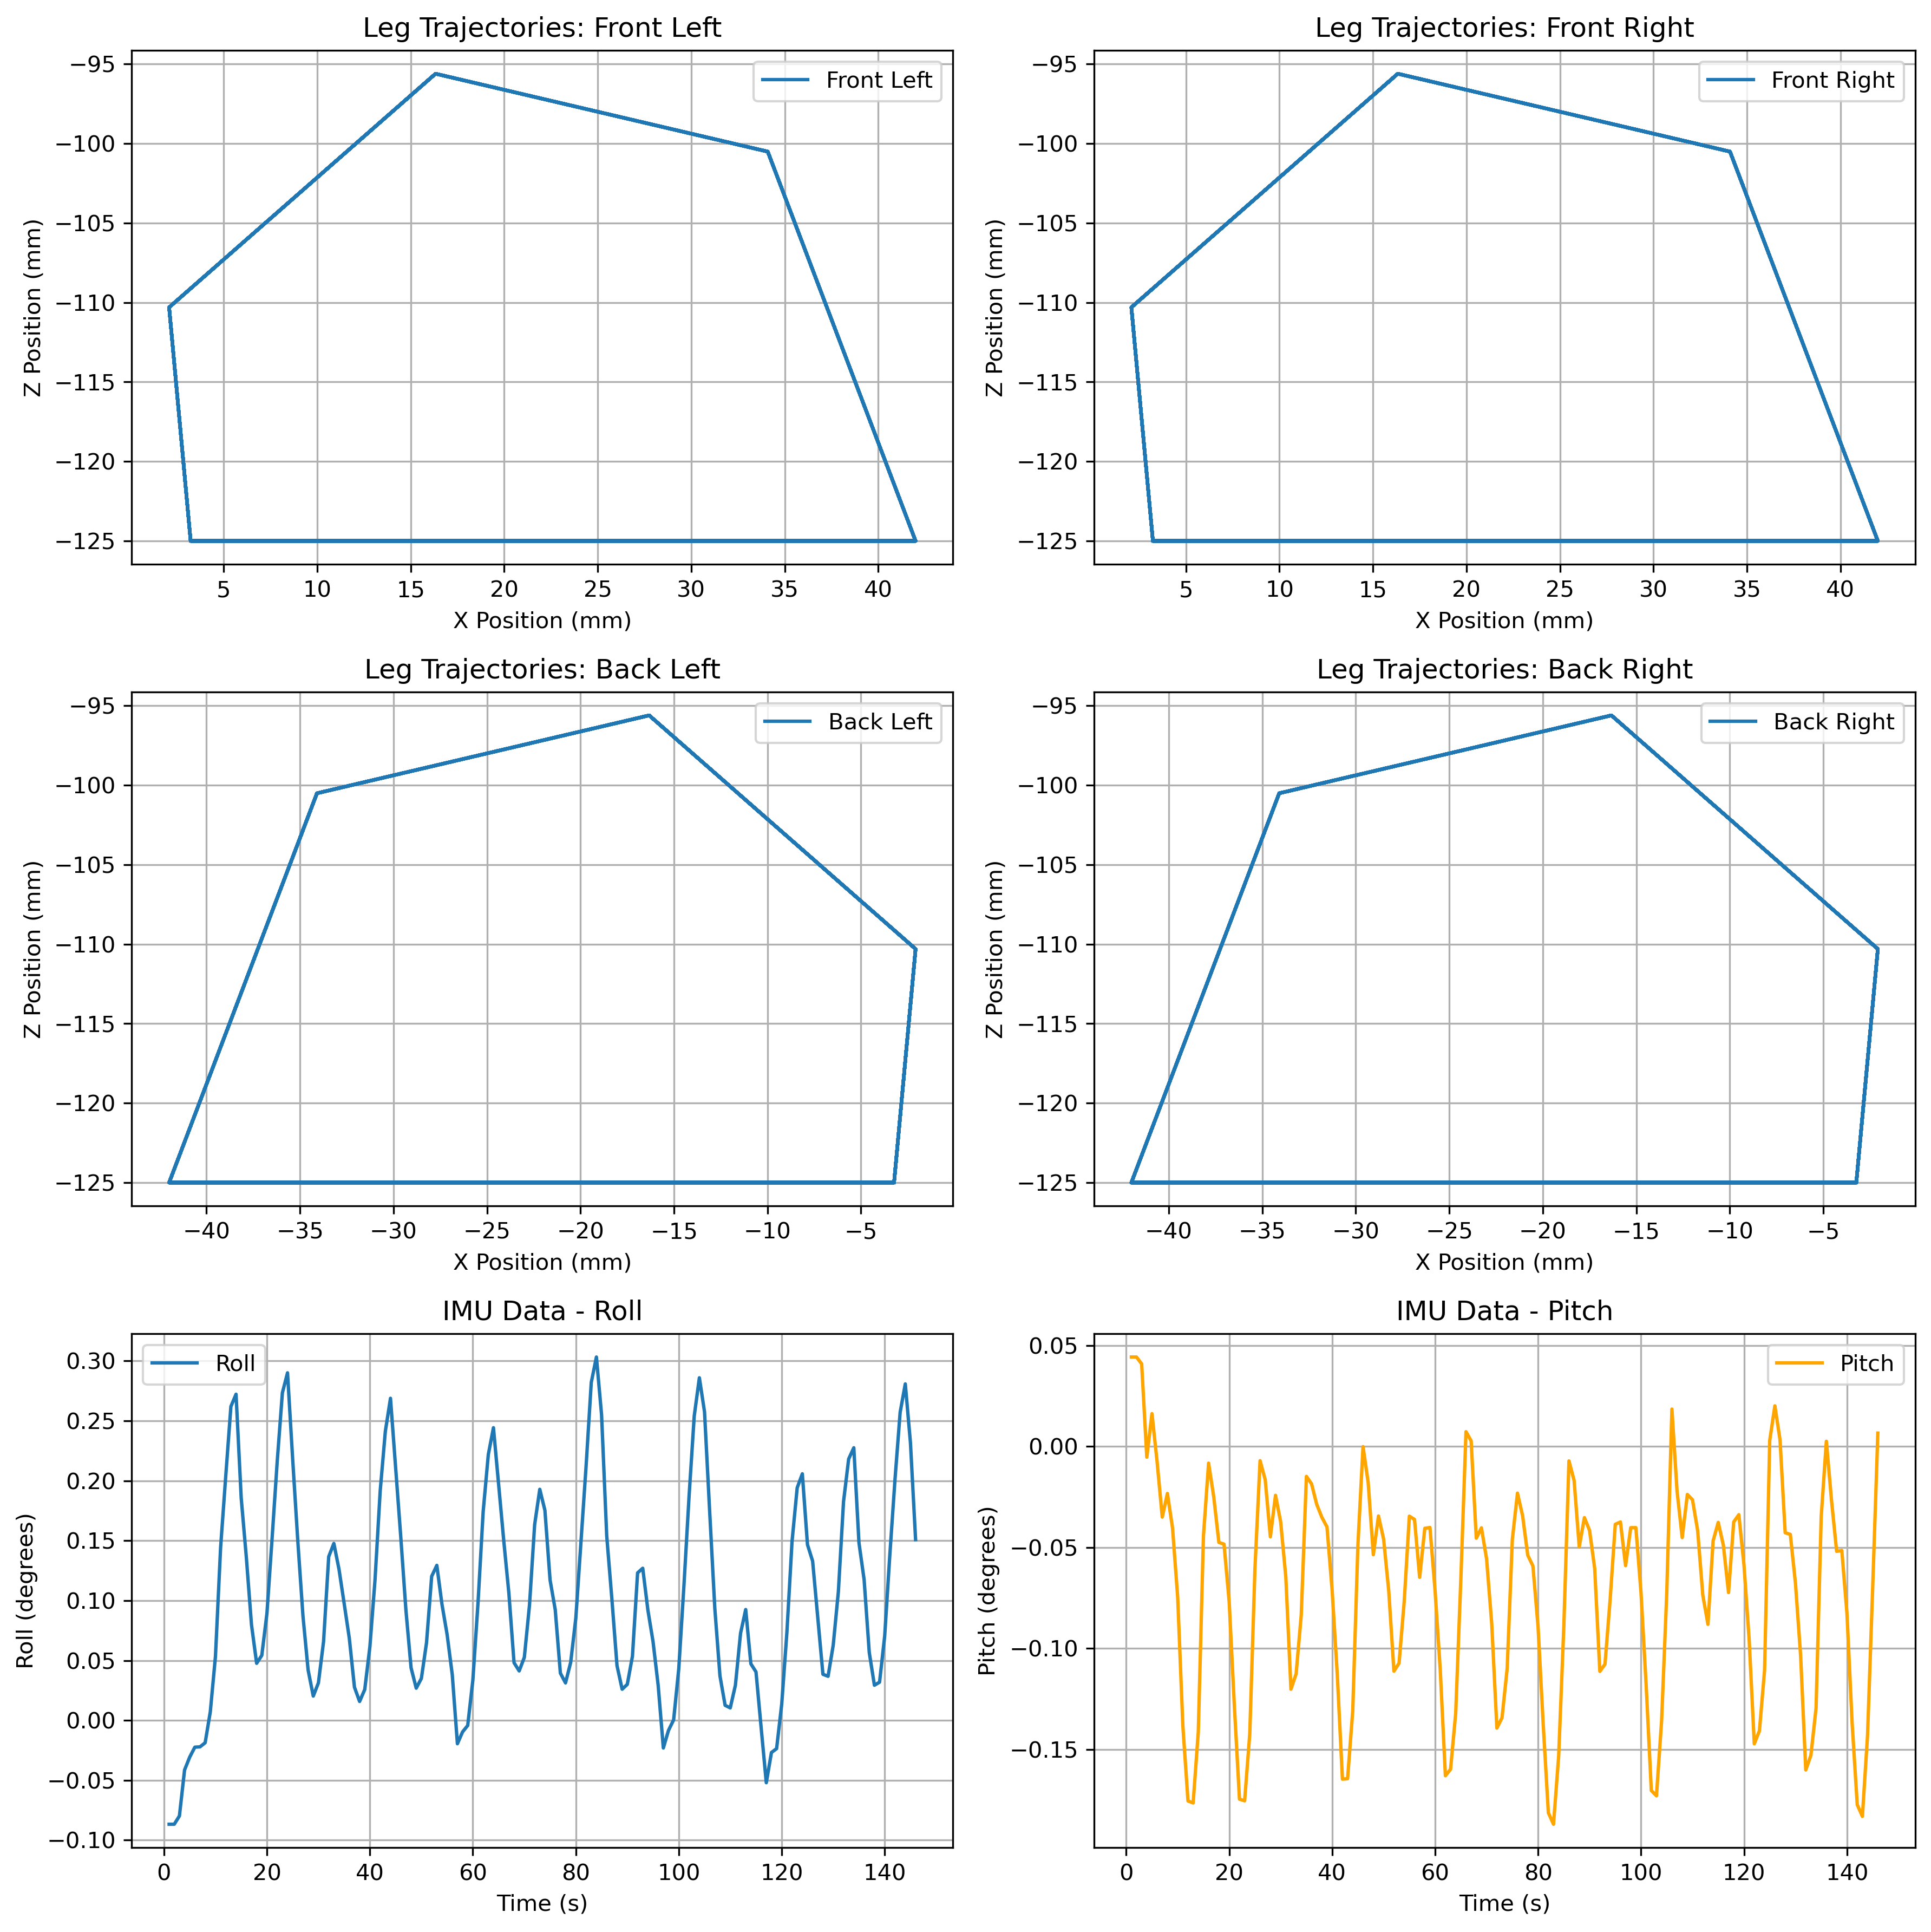 Leg Trajectories: Front Left
Front Left
−95
−100
−105
−110
−115
−120
−125
Z Position (mm)
5 10 15 20 25 30 35 40
X Position (mm)
Leg Trajectories: Front Right
Front Right
−95
−100
−105
−110
−115
−120
−125
Z Position (mm)
5 10 15 20 25 30 35 40
X Position (mm)
Leg Trajectories: Back Left
Back Left
−95
−100
−105
−110
−115
−120
−125
Z Position (mm)
−40 −35 −30 −25 −20 −15 −10 −5
X Position (mm)
Leg Trajectories: Back Right
Back Right
−95
−100
−105
−110
−115
−120
−125
Z Position (mm)
−40 −35 −30 −25 −20 −15 −10 −5
X Position (mm)
IMU Data - Roll
Roll
0.30
0.25
0.20
0.15
0.10
0.05
0.00
−0.05
−0.10
Roll (degrees)
0 20 40 60 80 100 120 140
Time (s)
IMU Data - Pitch
Pitch
0.05
0.00
−0.05
−0.10
−0.15
Pitch (degrees)
0 20 40 60 80 100 120 140
Time (s)